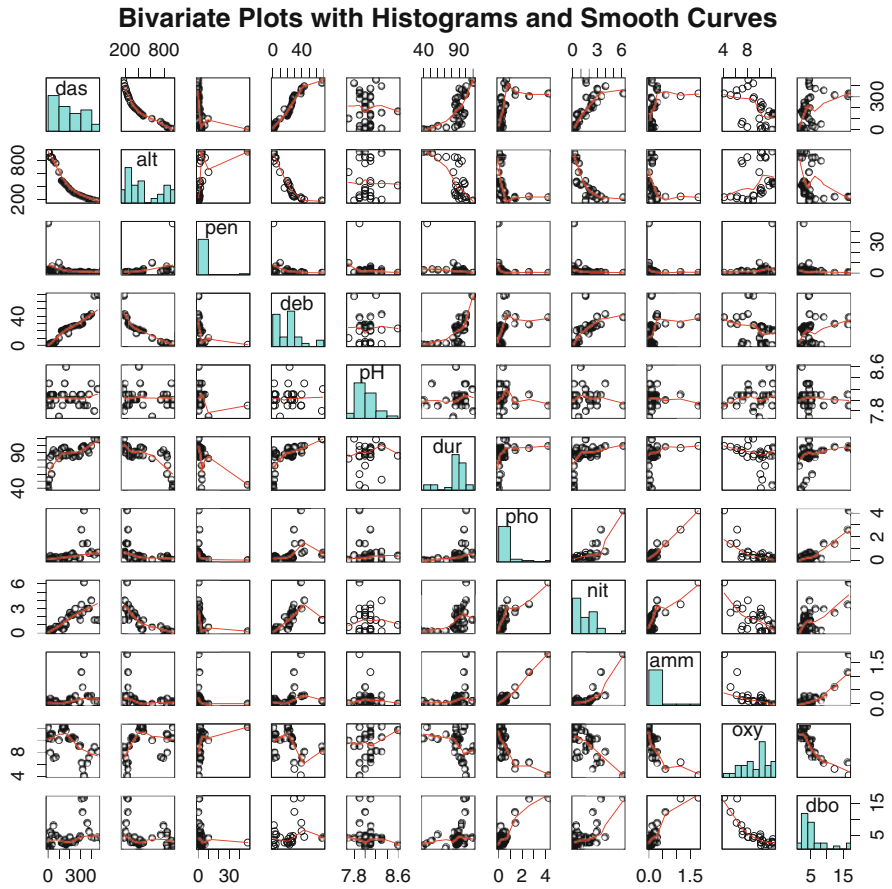 Bivariate Plots with Histograms and Smooth Curves
200 800 0 40 40 90 0 3 6 4 8
das 0 300
200 800 alt
pen 0 30
0 40 deb
pH 7.8 8.6
40 90 dur
pho 0 2 4
0 3 6 nit
amm 0.0 1.5
4 8 oxy
dbo 5 15
0 300 0 30 7.8 8.6 0 2 4 0.0 1.5 5 15